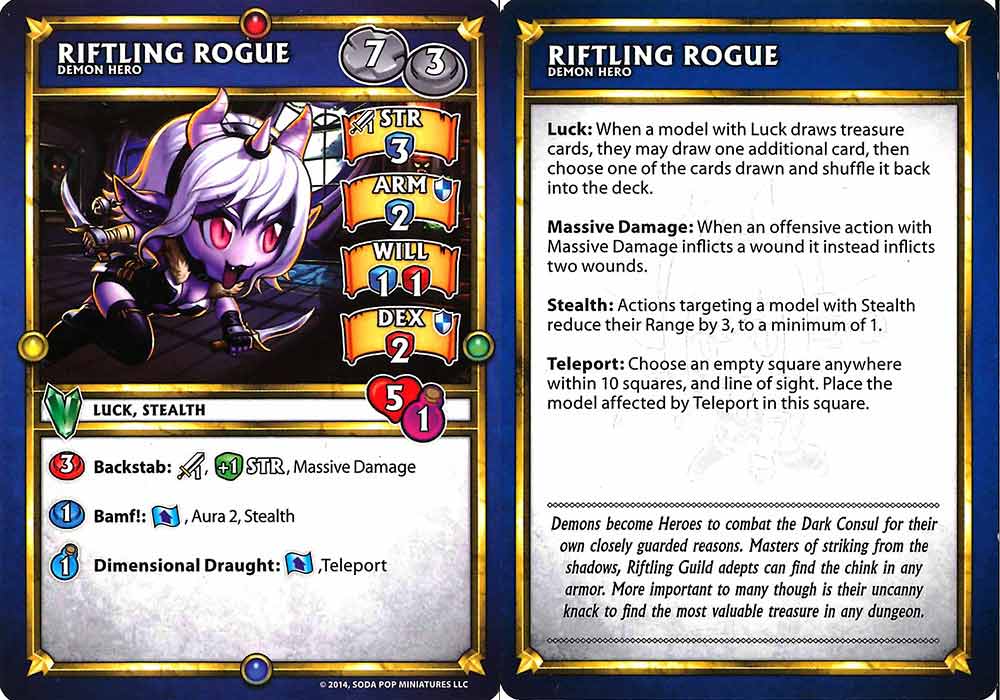 RIFTLING ROGUE
DEMON HERO
7
3
STR
3
ARM
2
WILL
1 1
DEX
2
5
1
LUCK, STEALTH
3 Backstab: , +1 STR, Massive Damage
1 Bamf!: , Aura 2, Stealth
1 Dimensional Draught: ,Teleport
© 2014, SODA POP MINIATURES LLC
RIFTLING ROGUE
DEMON HERO
Luck: When a model with Luck draws treasure
cards, they may draw one additional card, then
choose one of the cards drawn and shuffle it back
into the deck.
Massive Damage: When an offensive action with
Massive Damage inflicts a wound it instead inflicts
two wounds.
Stealth: Actions targeting a model with Stealth
reduce their Range by 3, to a minimum of 1.
Teleport: Choose an empty square anywhere
within 10 squares, and line of sight. Place the
model affected by Teleport in this square.
Demons become Heroes to combat the Dark Consul for their
own closely guarded reasons. Masters of striking from the
shadows, Riftling Guild adepts can find the chink in any
armor. More important to many though is their uncanny
knack to find the most valuable treasure in any dungeon.